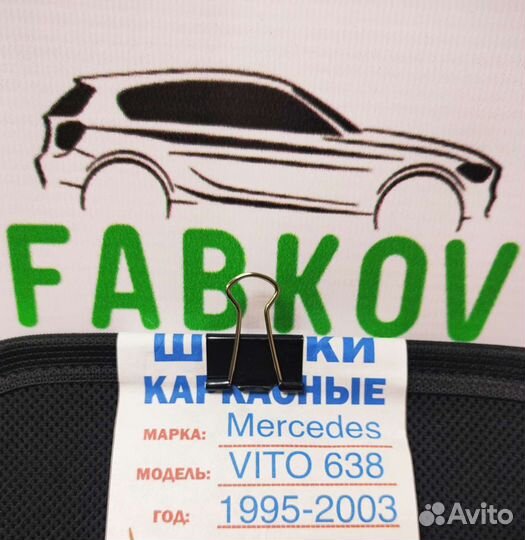 FABKOV
КАРКАСНЫЕ
МАРКА: Mercedes
МОДЕЛЬ: VITO 638
ГОД: 1995-2003
Avito